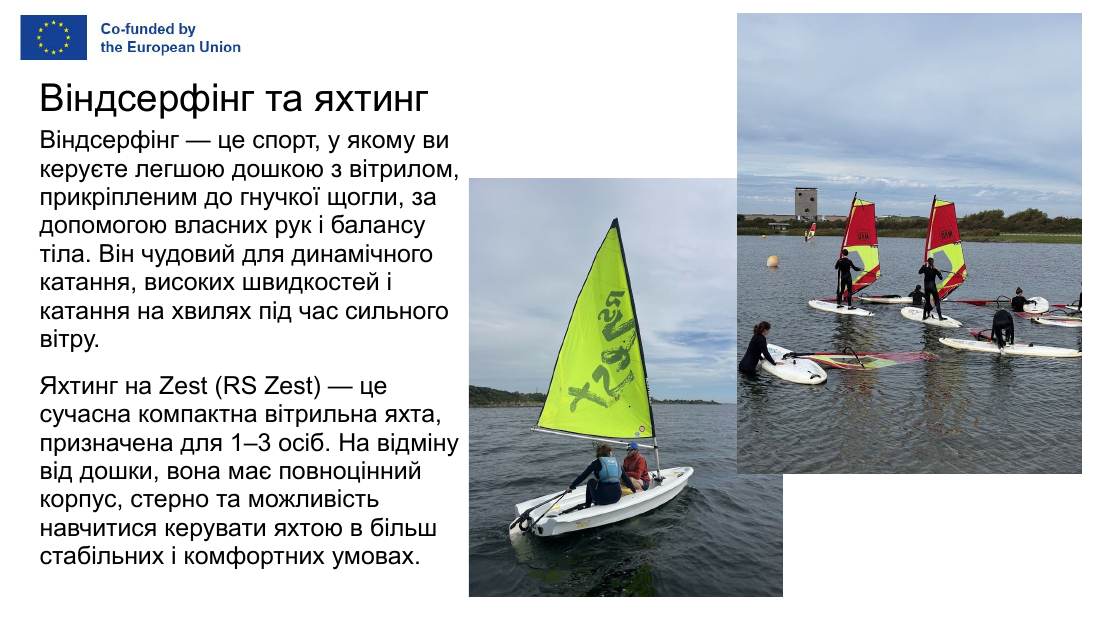 Co-funded by
the European Union
Віндсерфінг та яхтинг
Віндсерфінг — це спорт, у якому ви
керуєте легшою дошкою з вітрилом,
прикріпленим до гнучкої щогли, за
допомогою власних рук і балансу
тіла. Він чудовий для динамічного
катання, високих швидкостей і
катання на хвилях під час сильного
вітру.
Яхтинг на Zest (RS Zest) — це
сучасна компактна вітрильна яхта,
призначена для 1–3 осіб. На відміну
від дошки, вона має повноцінний
корпус, стерно та можливість
навчитися керувати яхтою в більш
стабільних і комфортних умовах.
RS
Zest